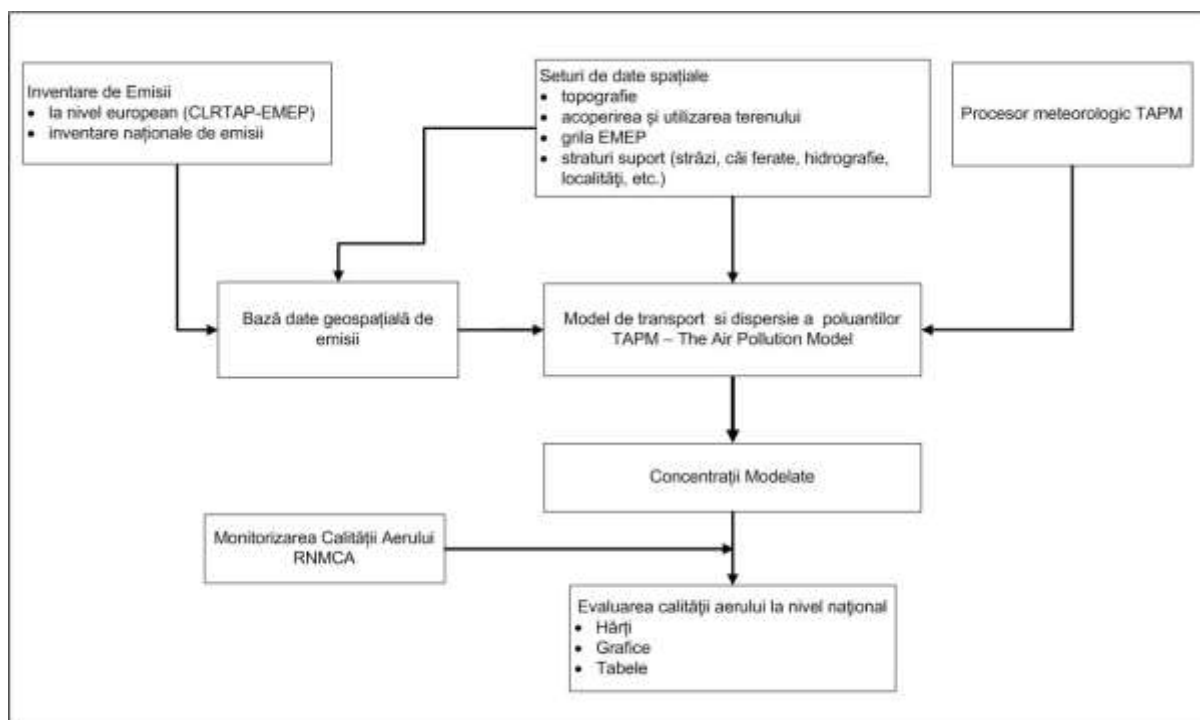 Inventare de Emisii
• la nivel european (CLRTAP-EMEP)
• inventare naționale de emisii
Seturi de date spațiale
• topografie
• acoperirea și utilizarea terenului
• grila EMEP
• straturi suport (străzi, căi ferate, hidrografie,
localități, etc.)
Procesor meteorologic TAPM
Bază date geospațială de
emisii
Model de transport si dispersie a poluantilor
TAPM – The Air Pollution Model
Concentrații Modelate
Monitorizarea Calității Aerului
RNMCA
Evaluarea calității aerului la nivel național
• Hărți
• Grafice
• Tabele